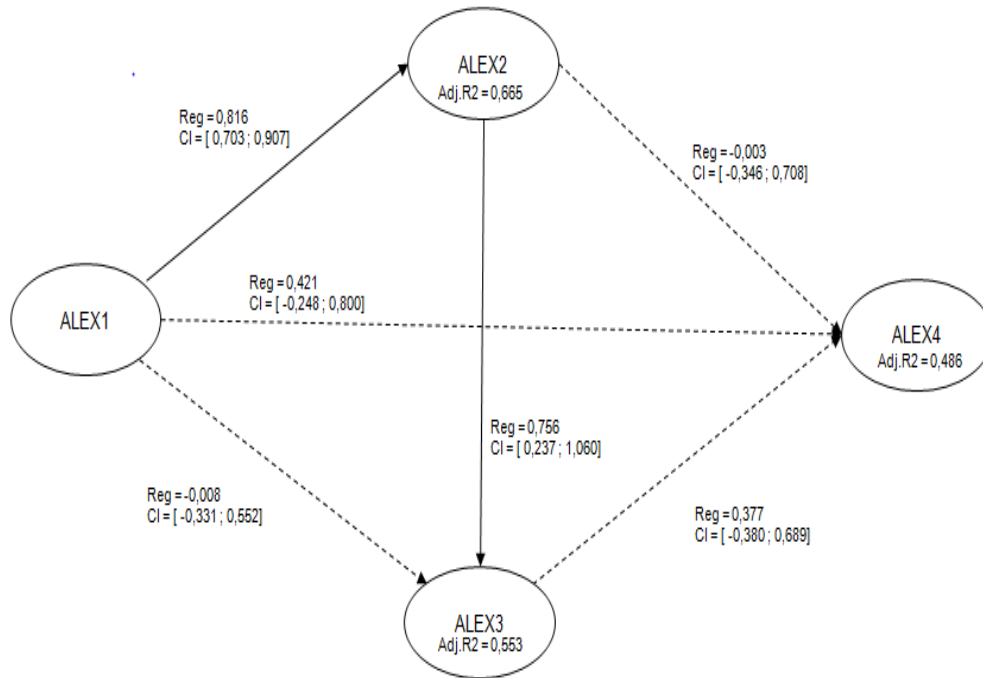 ALEX2
Adj.R2 = 0,665
Reg = 0,816
CI = [ 0,703 ; 0,907]
Reg = -0,003
CI = [ -0,346 ; 0,708]
Reg = 0,421
CI = [ -0,248 ; 0,800]
ALEX1
ALEX4
Adj.R2 = 0,486
Reg = 0,756
CI = [ 0,237 ; 1,060]
Reg = -0,008
CI = [ -0,331 ; 0,552]
Reg = 0,377
CI = [ -0,380 ; 0,689]
ALEX3
Adj.R2 = 0,553